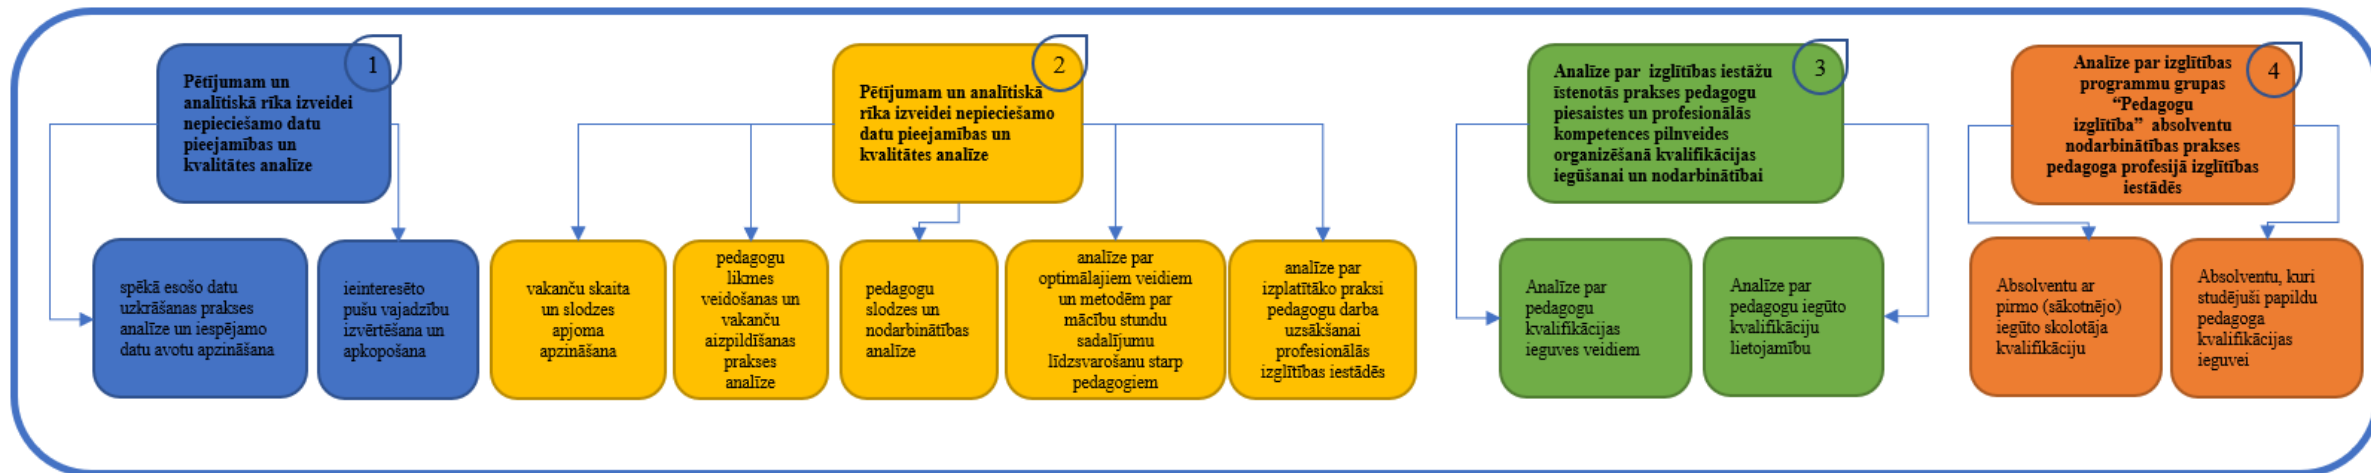 1
Pētījumam un
analītiskā rīka izveidei
nepieciešamo datu
pieejamības un
kvalitātes analīze
spēkā esošo datu
uzkrāšanas prakses
analīze un iespējamo
datu avotu apzināšana
ieinteresēto
pušu vajadzību
izvērtēšana un
apkopošana
2
Pētījumam un analītiskā
rīka izveidei nepieciešamo
datu pieejamības un
kvalitātes analīze
vakanču skaita
un slodzes
apjoma
apzināšana
pedagogu
likmes
veidošanas un
vakanču
aizpildīšanas
prakses
analīze
pedagogu
slodzes un
nodarbinātības
analīze
analīze par
optimālajiem veidiem
un metodēm par
mācību stundu
sadalījumu
līdzsvarošanu starp
pedagogiem
analīze par
izplatītāko praksi
pedagogu darba
uzsākšanai
profesionālās
izglītības iestādēs
3
Analīze par izglītības iestāžu
īstenotās prakses pedagogu
piesaistes un profesionālās
kompetences pilnveides
organizēšanā kvalifikācijas
iegūšanai un nodarbinātībai
Analīze par
pedagogu
kvalifikācijas
ieguves veidiem
Analīze par
pedagogu iegūto
kvalifikāciju
lietojamību
4
Analīze par izglītības
programmu grupas
“Pedagogu
izglītība” absolventu
nodarbinātības prakses
pedagoga profesijā izglītības
iestādēs
Absolventu ar
pirmo (sākotnējo)
iegūto skolotāja
kvalifikāciju
Absolventu, kuri
studējuši papildu
pedagoga
kvalifikācijas
ieguvei